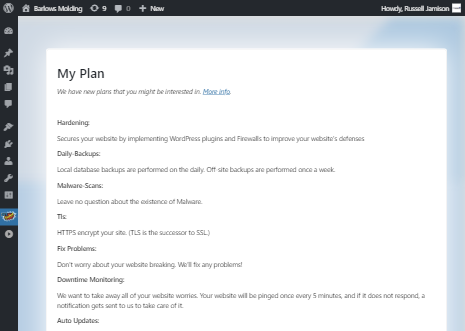 Barlows Molding 9 0 New Howdy, Russell Jamison
My Plan
We have new plans that you might be interested in. More info.
Hardening:
Secures your website by implementing WordPress plugins and Firewalls to improve your website's defenses
Daily-Backups:
Local database backups are performed on the daily. Off-site backups are performed once a week.
Malware-Scans:
Leave no question about the existence of Malware.
Tls:
HTTPS encrypt your site. (TLS is the successor to SSL.)
Fix Problems:
Don't worry about your website breaking. We'll fix any problems!
Downtime Monitoring:
We want to take away all of your website worries. Your website will be pinged once every 5 minutes, and if it does not respond, a
notification gets sent to us to take care of it.
Auto Updates: